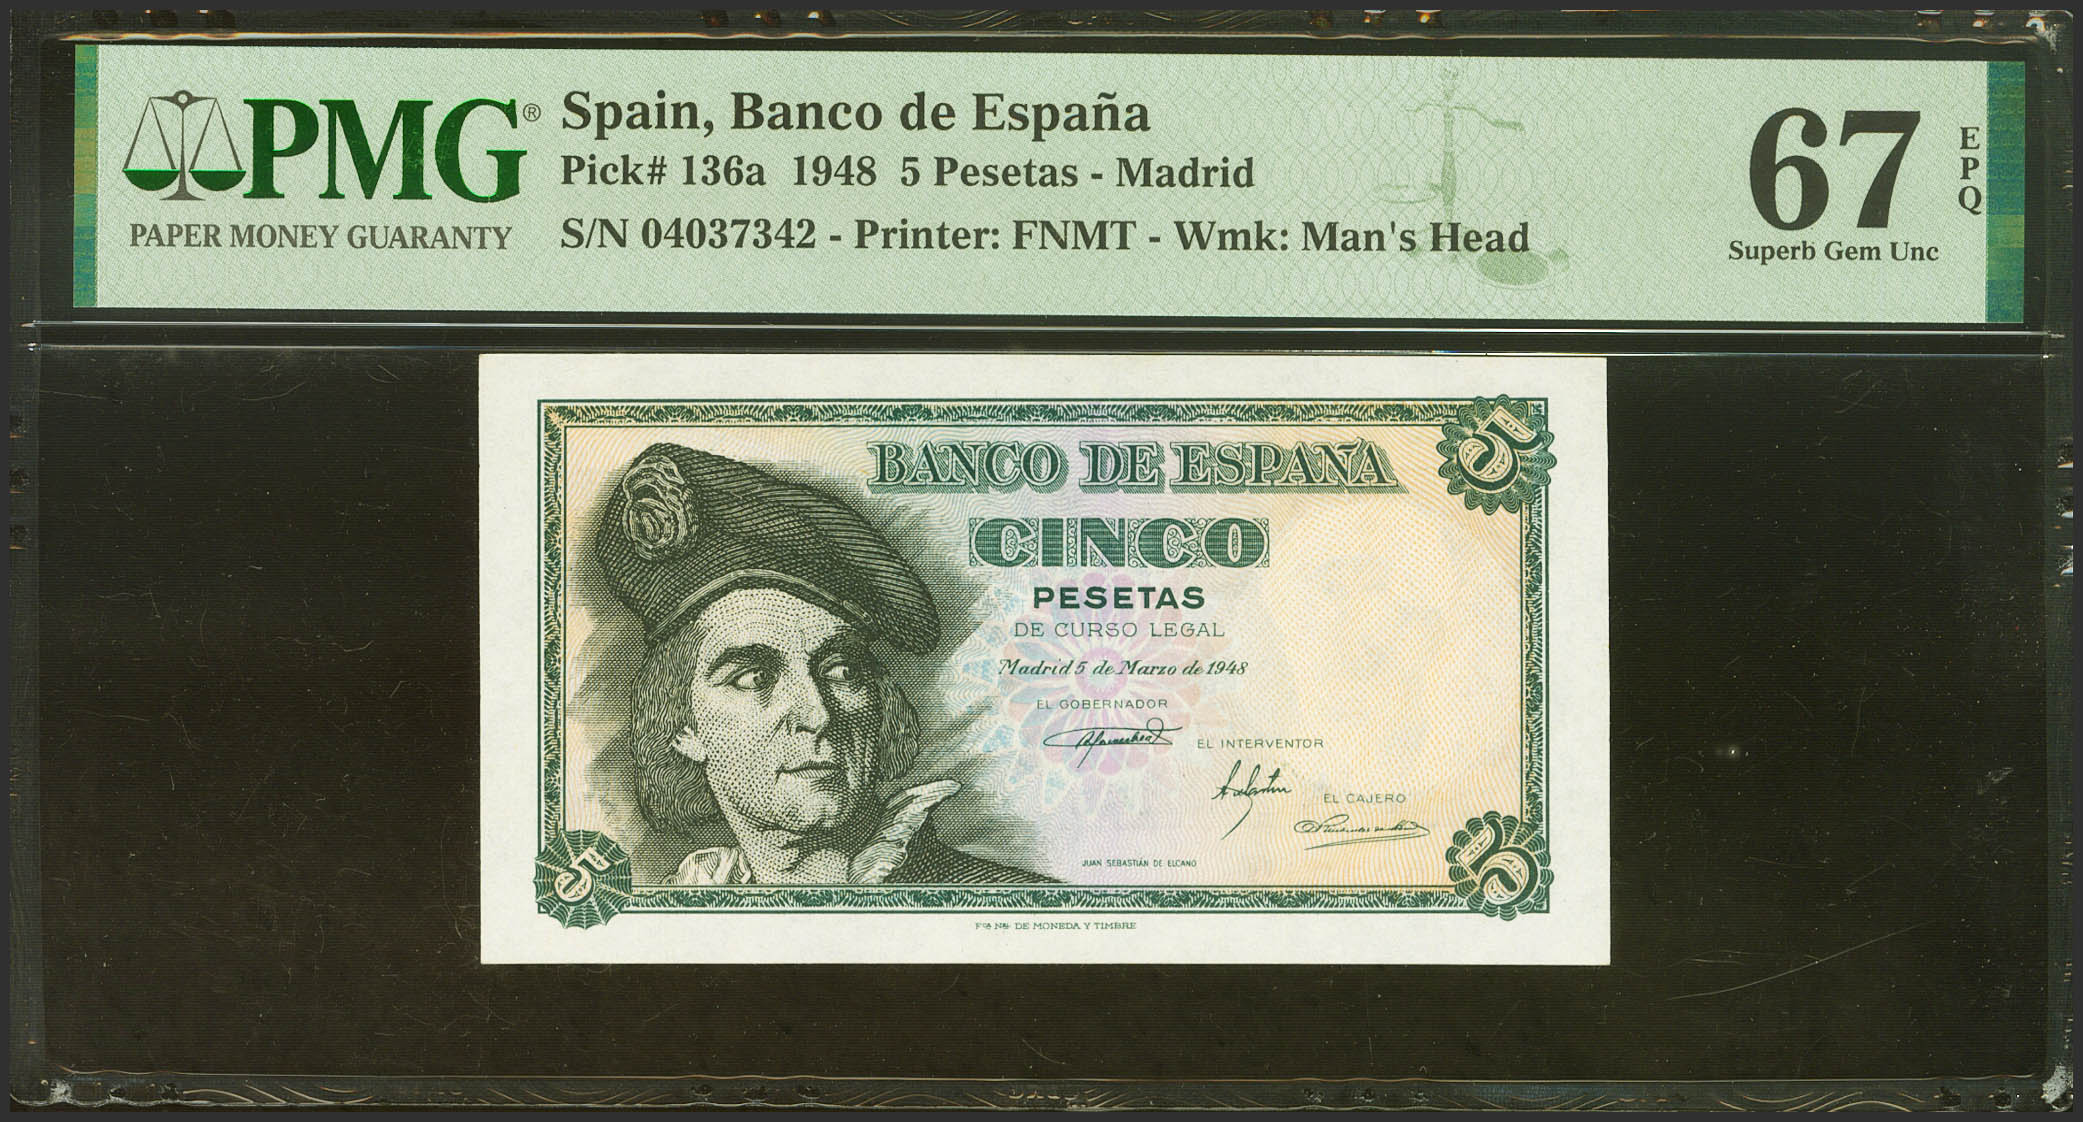 PMG®
PAPER MONEY GUARANTY
Spain, Banco de España
Pick# 136a 1948 5 Pesetas - Madrid
S/N 04037342 - Printer: FNMT - Wmk: Man's Head
67
EPQ
Superb Gem Unc
5
BANCO DE ESPAÑA
CINCO
PESETAS
DE CURSO LEGAL
Madrid 5 de Marzo de 1948
EL GOBERNADOR
EL INTERVENTOR
EL CAJERO
JUAN SEBASTIÁN DE ELCANO
5
5
Fca. Nal. DE MONEDA Y TIMBRE